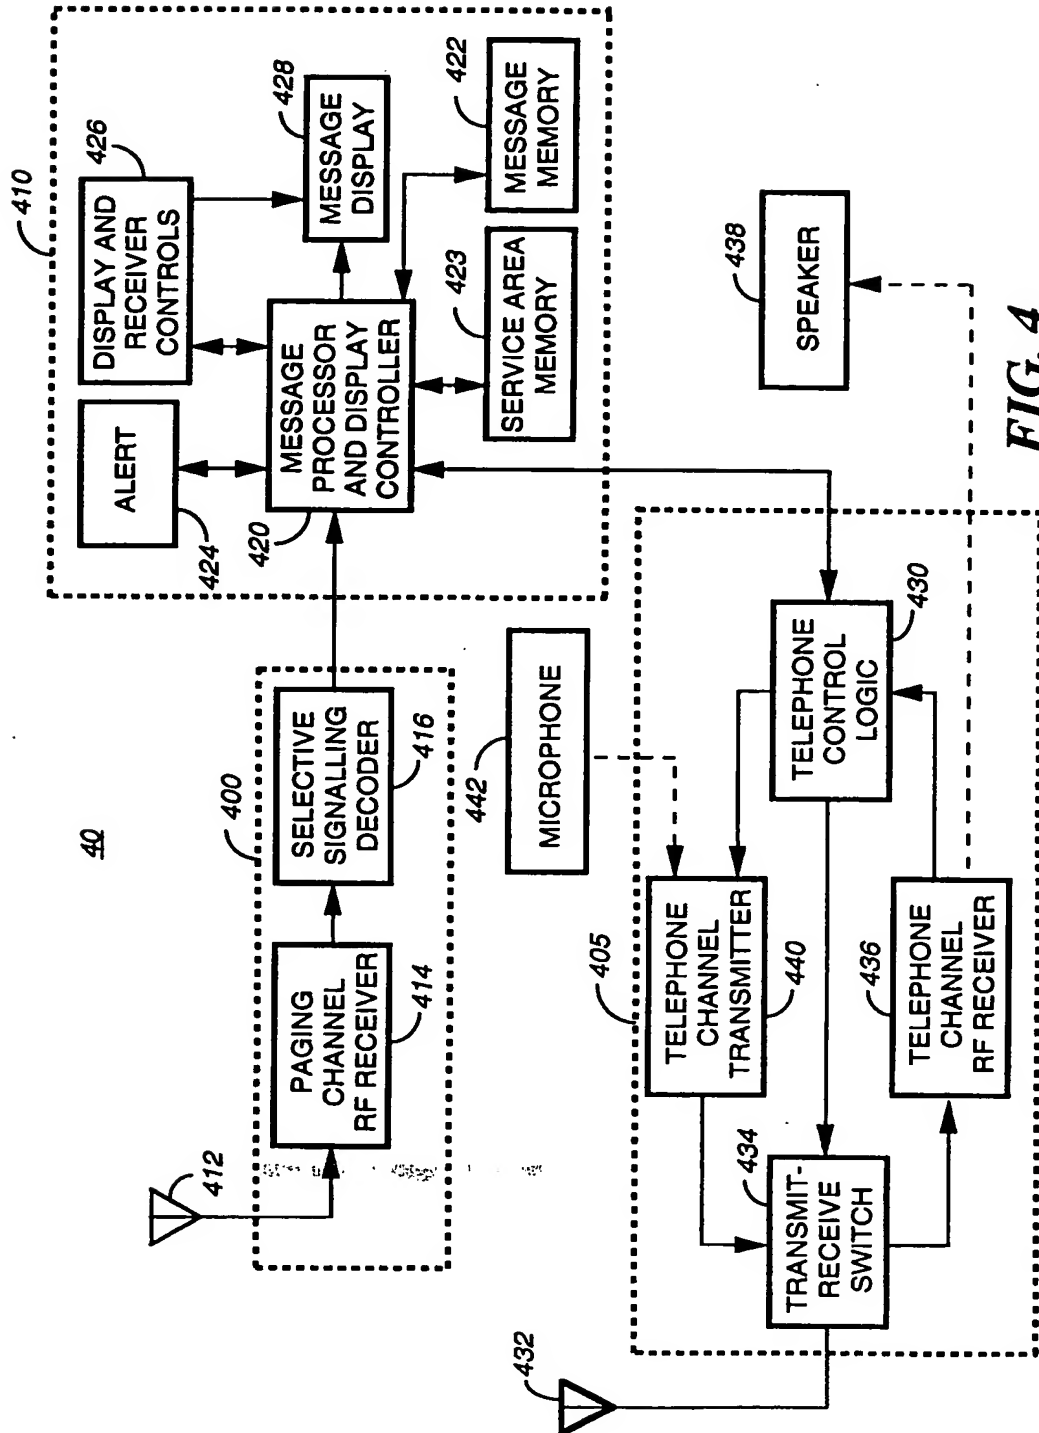 40
410
ALERT
424
DISPLAY AND
RECEIVER
CONTROLS
426
MESSAGE
DISPLAY
428
MESSAGE
PROCESSOR
AND DISPLAY
CONTROLLER
420
SERVICE AREA
MEMORY
423
MESSAGE
MEMORY
422
412
400
PAGING
CHANNEL
RF RECEIVER
414
SELECTIVE
SIGNALLING
DECODER
416
442
MICROPHONE
438
SPEAKER
405
432
TRANSMIT-
RECEIVE
SWITCH
434
TELEPHONE
CHANNEL
TRANSMITTER
440
TELEPHONE
CONTROL
LOGIC
430
TELEPHONE
CHANNEL
RF RECEIVER
436
FIG. 4